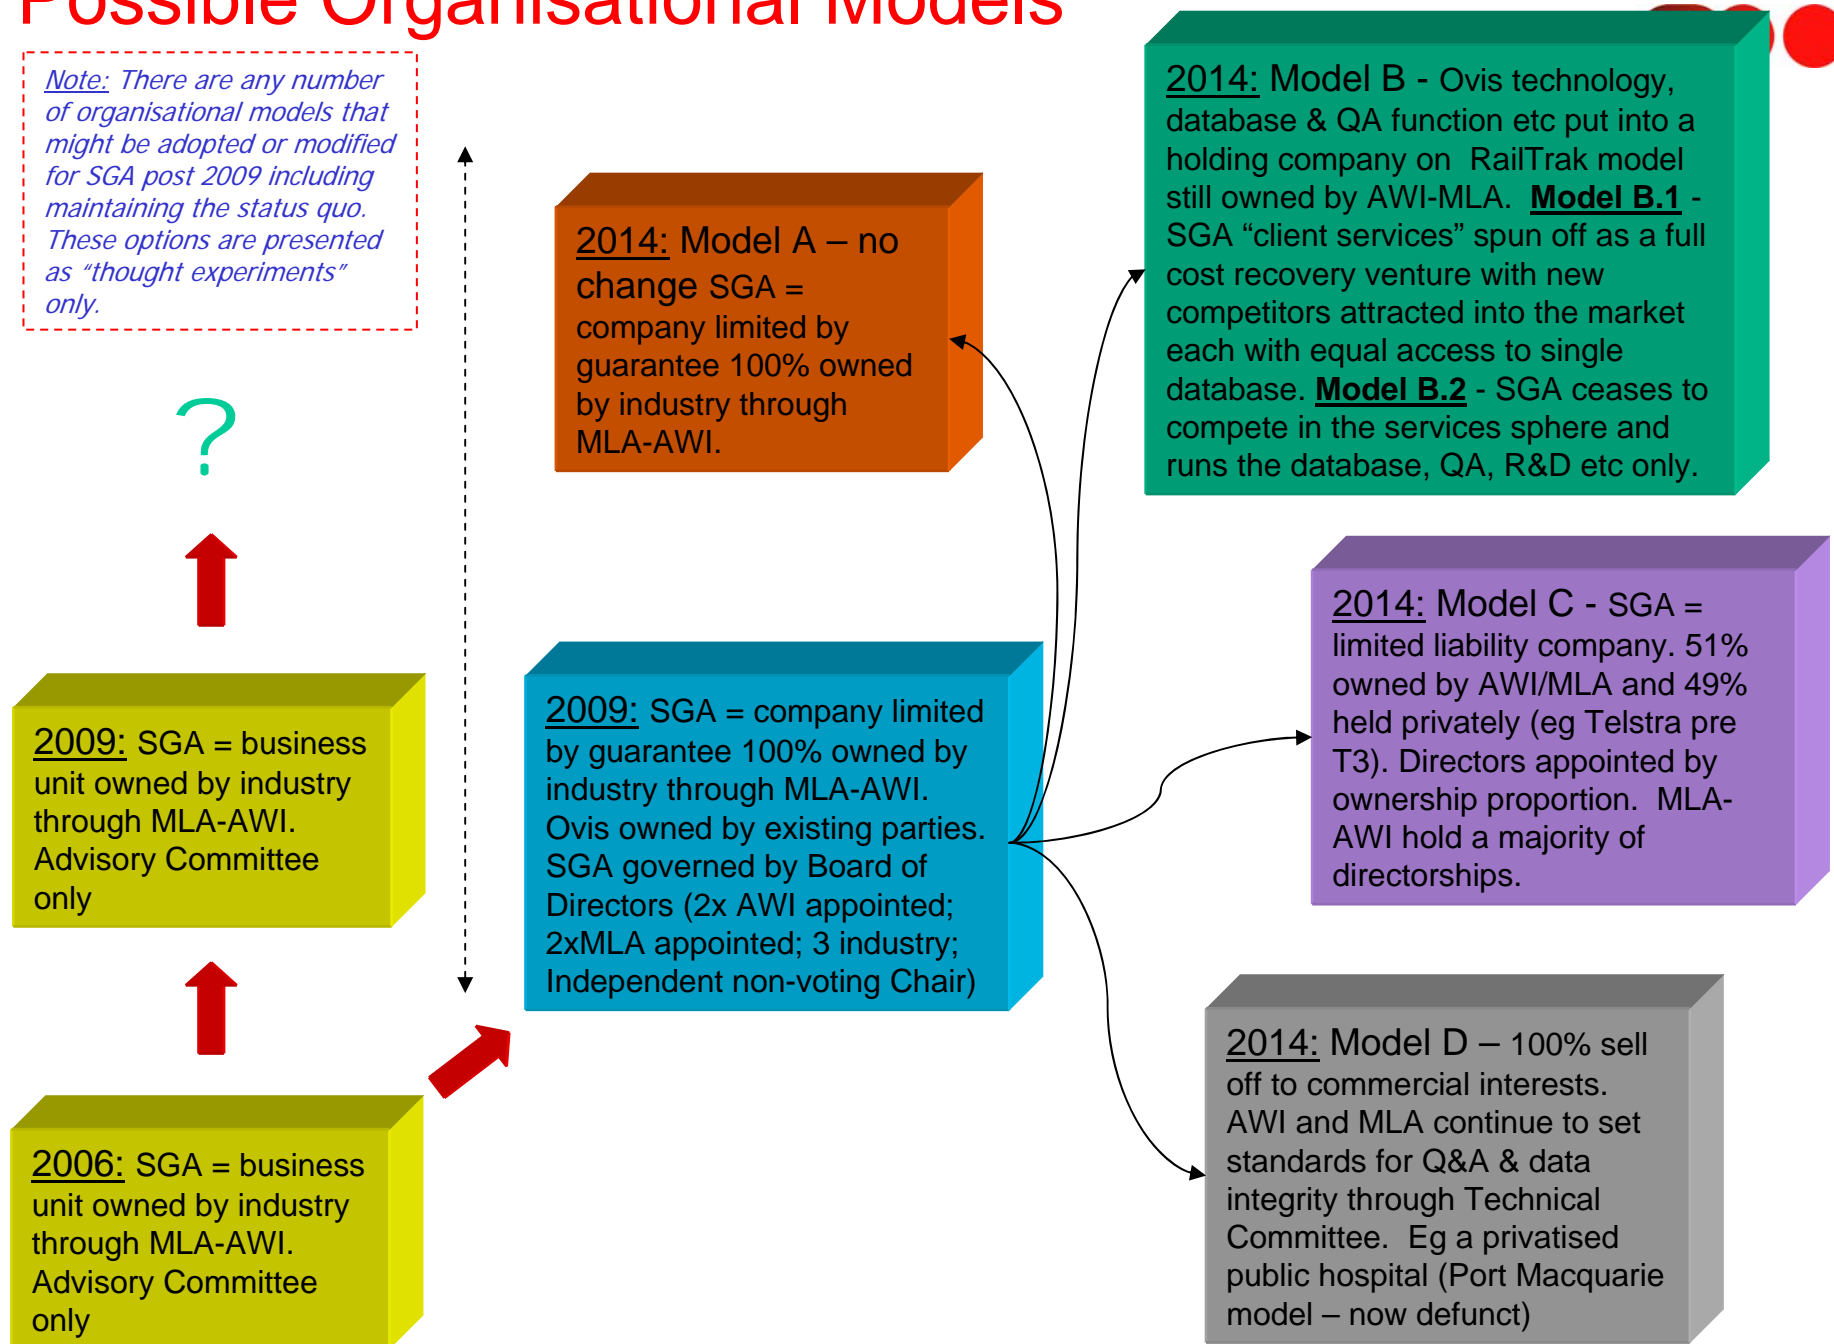 Possible Organisational Models
Note: There are any number
of organisational models that
might be adopted or modified
for SGA post 2009 including
maintaining the status quo.
These options are presented
as “thought experiments”
only.
?
2009: SGA = business
unit owned by industry
through MLA-AWI.
Advisory Committee
only
2006: SGA = business
unit owned by industry
through MLA-AWI.
Advisory Committee
only
2014: Model A – no
change SGA =
company limited by
guarantee 100% owned
by industry through
MLA-AWI.
2009: SGA = company limited
by guarantee 100% owned by
industry through MLA-AWI.
Ovis owned by existing parties.
SGA governed by Board of
Directors (2x AWI appointed;
2xMLA appointed; 3 industry;
Independent non-voting Chair)
2014: Model B - Ovis technology,
database & QA function etc put into a
holding company on RailTrak model
still owned by AWI-MLA. Model B.1 -
SGA “client services” spun off as a full
cost recovery venture with new
competitors attracted into the market
each with equal access to single
database. Model B.2 - SGA ceases to
compete in the services sphere and
runs the database, QA, R&D etc only.
2014: Model C - SGA =
limited liability company. 51%
owned by AWI/MLA and 49%
held privately (eg Telstra pre
T3). Directors appointed by
ownership proportion. MLA-
AWI hold a majority of
directorships.
2014: Model D – 100% sell
off to commercial interests.
AWI and MLA continue to set
standards for Q&A & data
integrity through Technical
Committee. Eg a privatised
public hospital (Port Macquarie
model – now defunct)